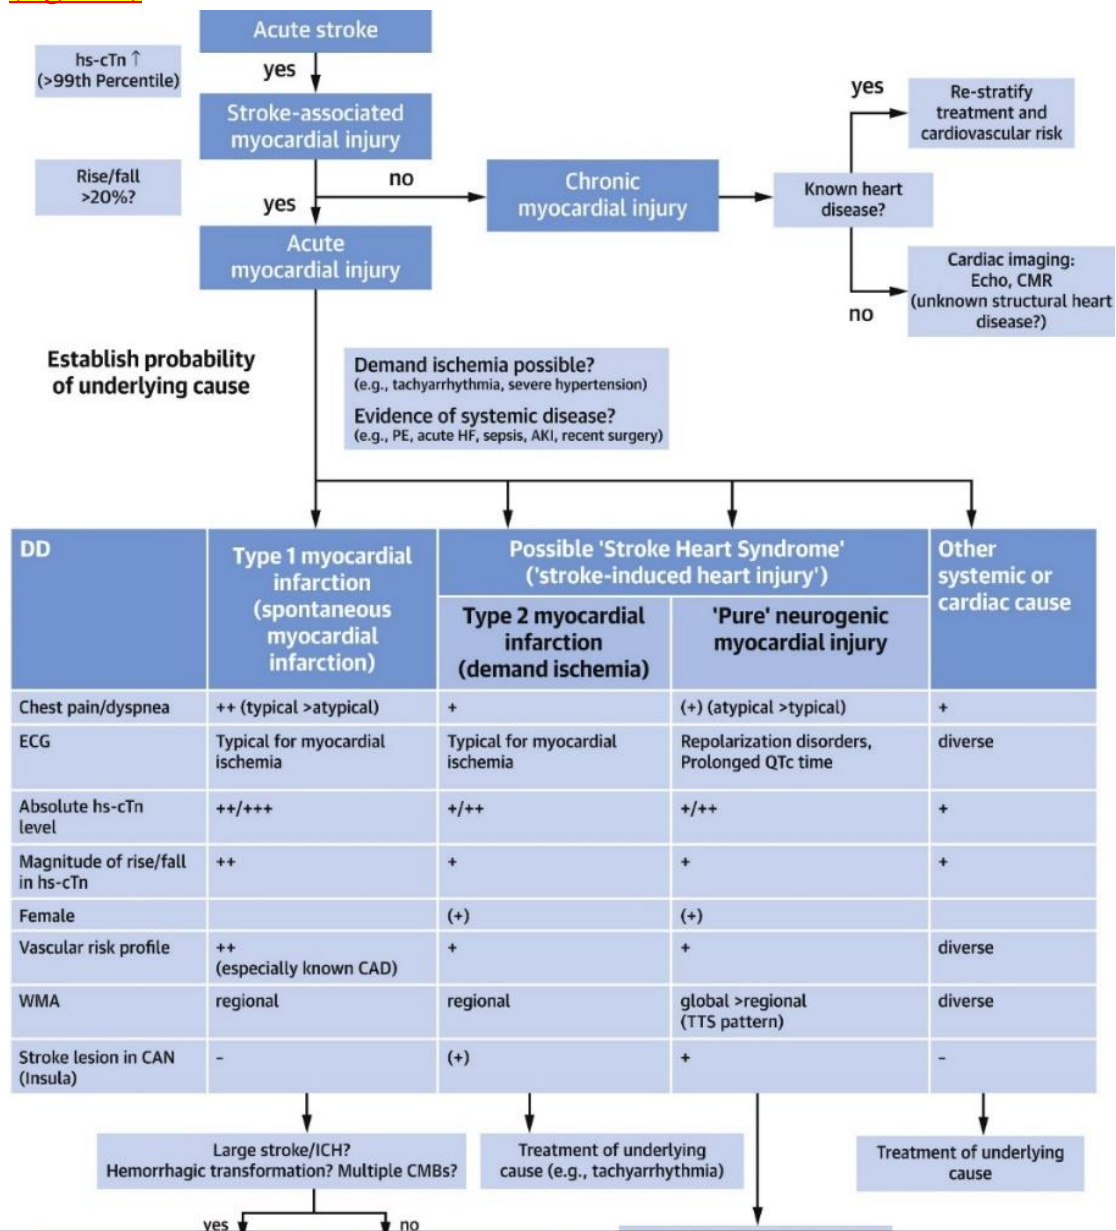 Acute stroke
hs-cTn ↑
(>99th Percentile)
yes
Stroke-associated
myocardial injury
Rise/fall
>20%?
no
Chronic
myocardial injury
Known heart
disease?
yes
Re-stratify
treatment and
cardiovascular risk
no
Cardiac imaging:
Echo, CMR
(unknown structural heart
disease?)
yes
Acute
myocardial injury
Establish probability
of underlying cause
Demand ischemia possible?
(e.g., tachyarrhythmia, severe hypertension)
Evidence of systemic disease?
(e.g., PE, acute HF, sepsis, AKI, recent surgery)
DD
Type 1 myocardial
infarction
(spontaneous
myocardial
infarction)
Possible 'Stroke Heart Syndrome'
('stroke-induced heart injury')
Type 2 myocardial
infarction
(demand ischemia)
'Pure' neurogenic
myocardial injury
Other
systemic or
cardiac cause
Chest pain/dyspnea
++ (typical >atypical)
+
(+) (atypical >typical)
+
ECG
Typical for myocardial
ischemia
Typical for myocardial
ischemia
Repolarization disorders,
Prolonged QTc time
diverse
Absolute hs-cTn
level
++/+++
+/++
+/++
+
Magnitude of rise/fall
in hs-cTn
++
+
+
+
Female
(+)
(+)
Vascular risk profile
++
(especially known CAD)
+
+
diverse
WMA
regional
regional
global >regional
(TTS pattern)
diverse
Stroke lesion in CAN
(Insula)
–
(+)
+
–
Large stroke/ICH?
Hemorrhagic transformation? Multiple CMBs?
Treatment of underlying
cause (e.g., tachyarrhythmia)
Treatment of underlying
cause
yes
no